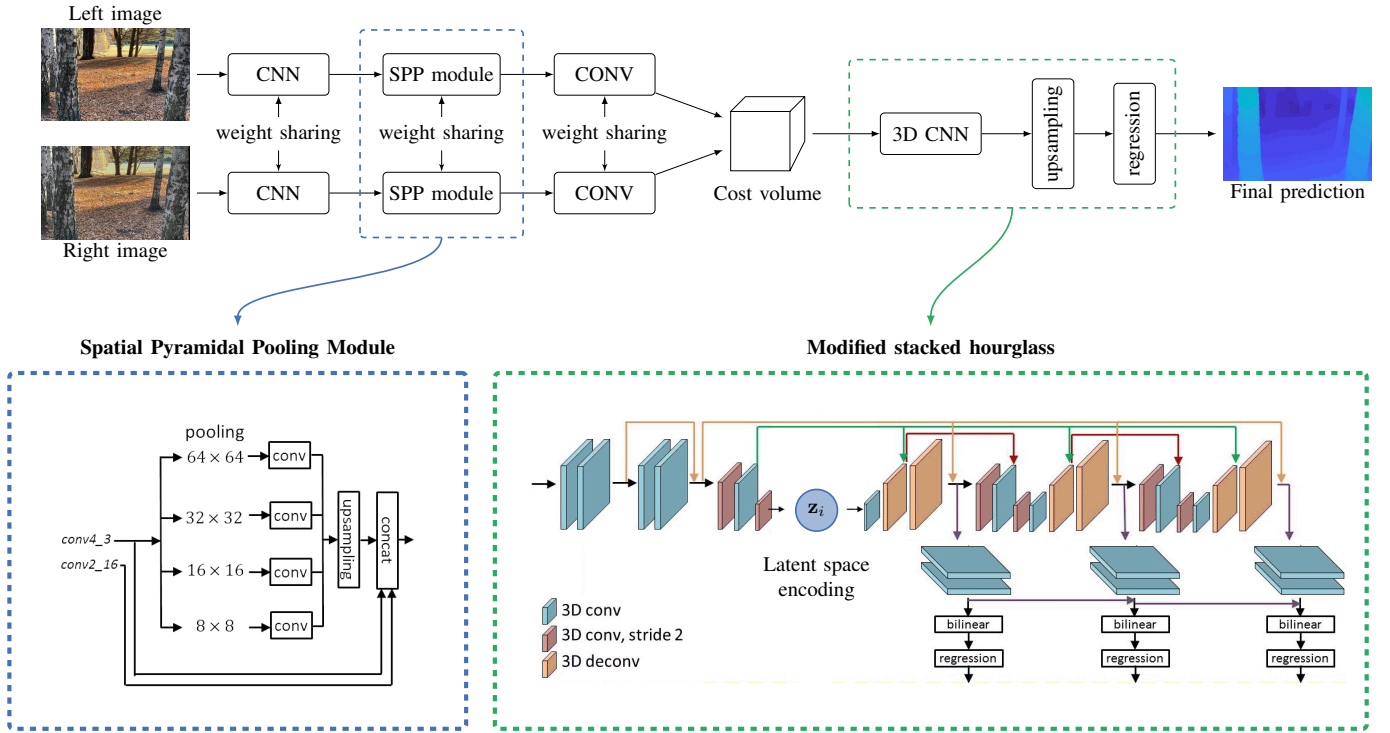 Left image
CNN
SPP module
CONV
weight sharing
weight sharing
weight sharing
CNN
SPP module
CONV
Right image
Cost volume
3D CNN
upsampling
regression
Final prediction
Spatial Pyramidal Pooling Module
pooling
64 × 64
conv
32 × 32
conv
16 × 16
conv
8 × 8
conv
conv4_3
conv2_16
upsampling
concat
Modified stacked hourglass
z_i
Latent space
encoding
3D conv
3D conv, stride 2
3D deconv
bilinear
bilinear
bilinear
regression
regression
regression